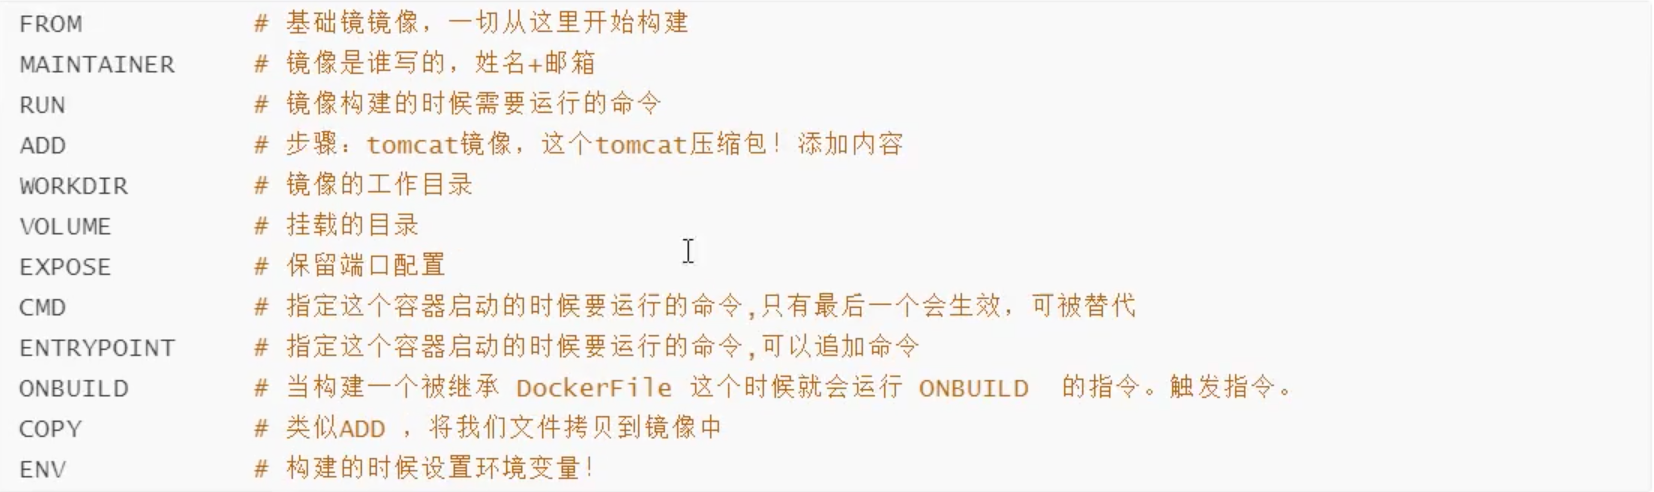 FROM # 基础镜镜像，一切从这里开始构建
MAINTAINER # 镜像是谁写的，姓名+邮箱
RUN # 镜像构建的时候需要运行的命令
ADD # 步骤：tomcat镜像，这个tomcat压缩包！添加内容
WORKDIR # 镜像的工作目录
VOLUME # 挂载的目录
EXPOSE # 保留端口配置
CMD # 指定这个容器启动的时候要运行的命令,只有最后一个会生效，可被替代
ENTRYPOINT # 指定这个容器启动的时候要运行的命令,可以追加命令
ONBUILD # 当构建一个被继承 DockerFile 这个时候就会运行 ONBUILD 的指令。触发指令。
COPY # 类似ADD ，将我们文件拷贝到镜像中
ENV # 构建的时候设置环境变量！